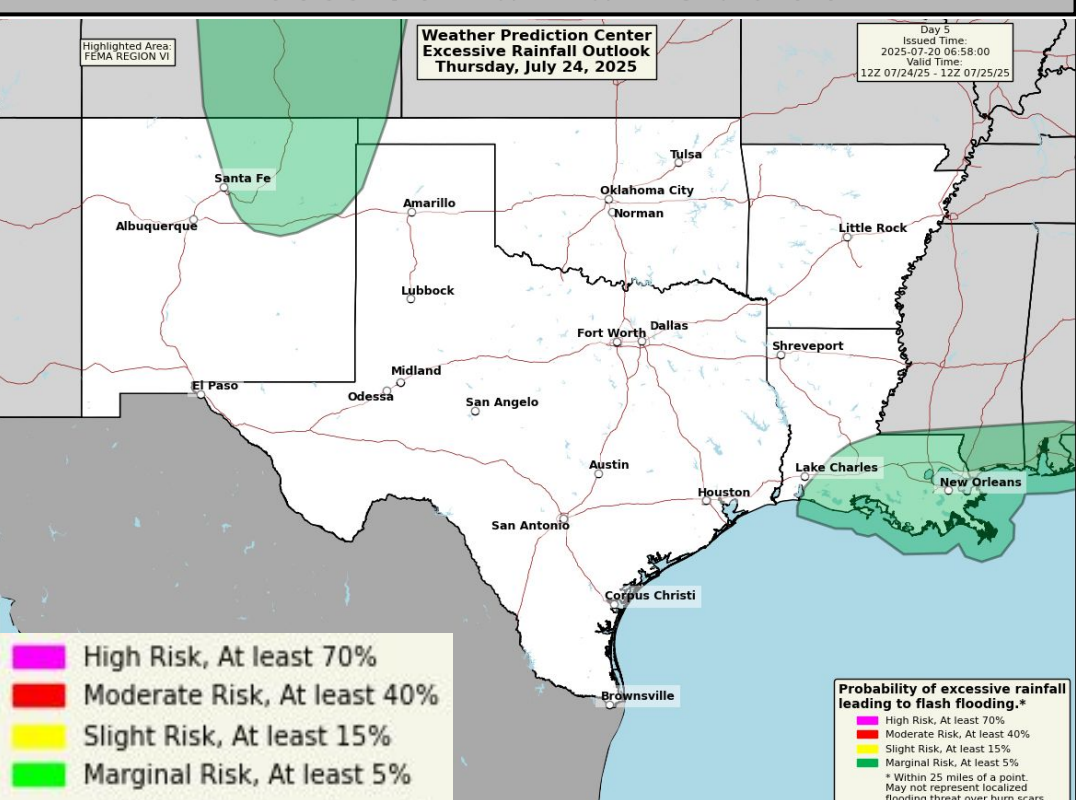 Highlighted Area:
FEMA REGION VI
Weather Prediction Center
Excessive Rainfall Outlook
Thursday, July 24, 2025
Day 5
Issued Time:
2025-07-20 06:58:00
Valid Time:
12Z 07/24/25 - 12Z 07/25/25
Tulsa
Santa Fe
Oklahoma City
Amarillo
Norman
Albuquerque
Little Rock
Lubbock
Dallas
Fort Worth
Shreveport
Midland
El Paso
Odessa
San Angelo
Austin
Lake Charles
New Orleans
Houston
San Antonio
Corpus Christi
Brownsville
High Risk, At least 70%
Moderate Risk, At least 40%
Slight Risk, At least 15%
Marginal Risk, At least 5%
Probability of excessive rainfall
leading to flash flooding.*
High Risk, At least 70%
Moderate Risk, At least 40%
Slight Risk, At least 15%
Marginal Risk, At least 5%
* Within 25 miles of a point.
May not represent localized
flooding threat over burn scars